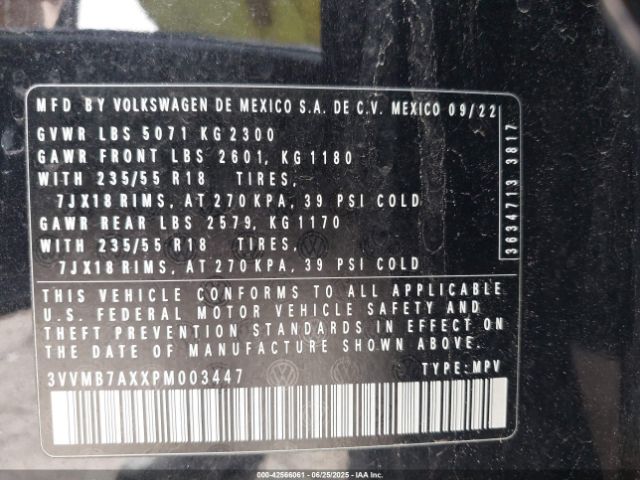 MFD BY VOLKSWAGEN DE MEXICO S.A. DE C.V. MEXICO 09/22
GVWR LBS 5071 KG 2300
GAWR FRONT LBS 2601, KG 1180
WITH 235/55 R18 TIRES,
7JX18 RIMS, AT 270 KPA, 39 PSI COLD
GAWR REAR LBS 2579, KG 1170
WITH 235/55 R18 TIRES,
7JX18 RIMS, AT 270 KPA, 39 PSI COLD
3634713 3817
THIS VEHICLE CONFORMS TO ALL APPLICABLE
U.S. FEDERAL MOTOR VEHICLE SAFETY AND
THEFT PREVENTION STANDARDS IN EFFECT ON
THE DATE OF MANUFACTURE SHOWN ABOVE.
3VVMB7AXXPM003447 TYPE: MPV
000-42566061 - 06/25/2025 - IAA Inc.